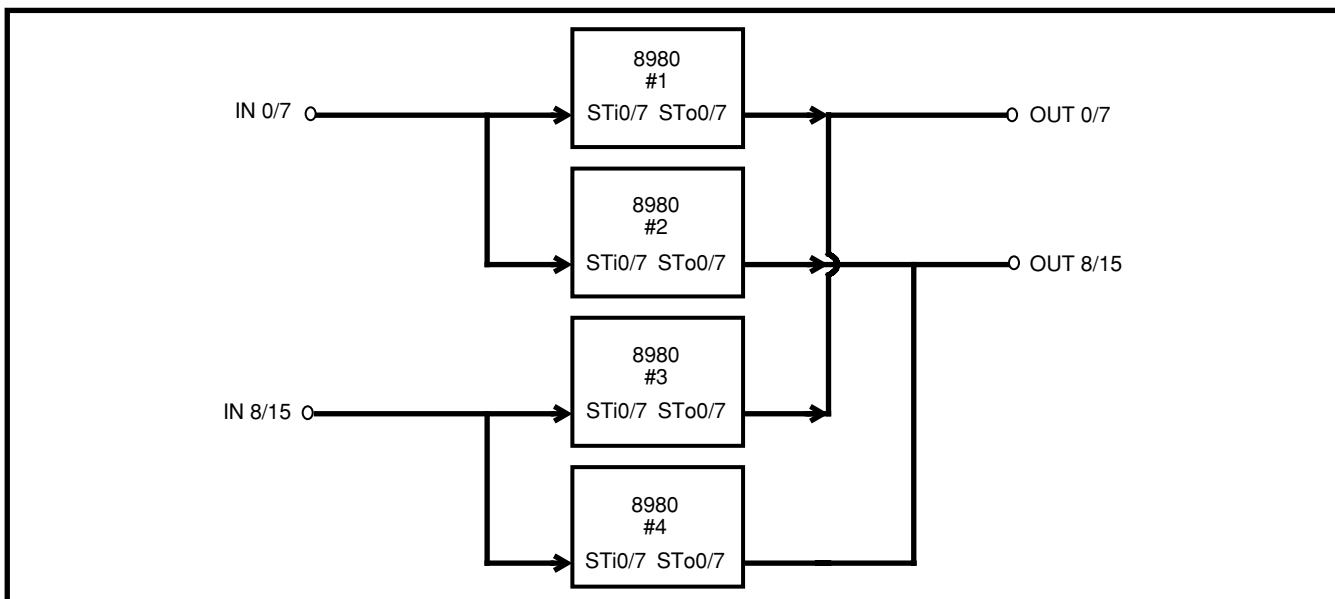 8980
#1
IN 0/7
STi0/7 STo0/7
OUT 0/7
8980
#2
STi0/7 STo0/7
OUT 8/15
8980
#3
IN 8/15
STi0/7 STo0/7
8980
#4
STi0/7 STo0/7